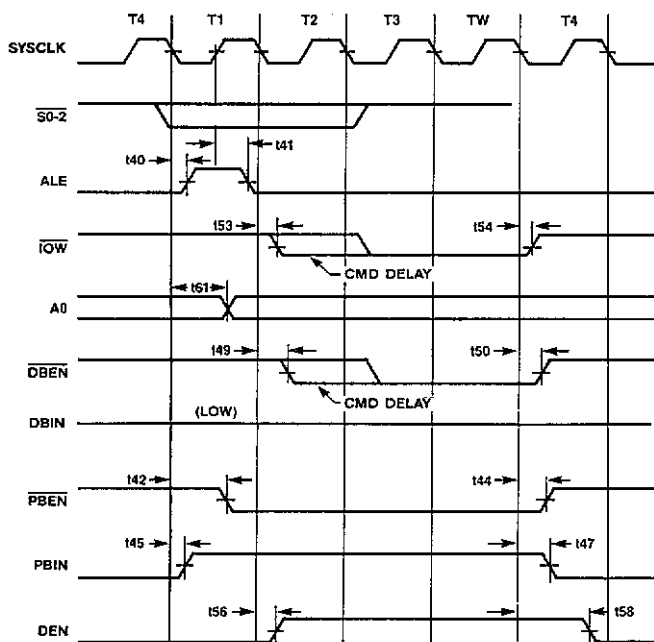 T4 T1 T2 T3 TW T4
SYSCLK
S0-2
t40 t41
ALE
t53 t54
IOW
CMD DELAY
t61
A0
t49 t50
DBEN
CMD DELAY
DBIN (LOW)
t42 t44
PBEN
t45 t47
PBIN
t56 t58
DEN